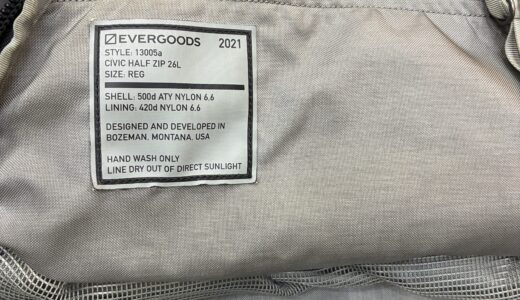 EVERGOODS 2021
STYLE: 13005a
CIVIC HALF ZIP 26L
SIZE: REG
SHELL: 500d ATY NYLON 6.6
LINING: 420d NYLON 6.6
DESIGNED AND DEVELOPED IN
BOZEMAN, MONTANA, USA
HAND WASH ONLY
LINE DRY OUT OF DIRECT SUNLIGHT